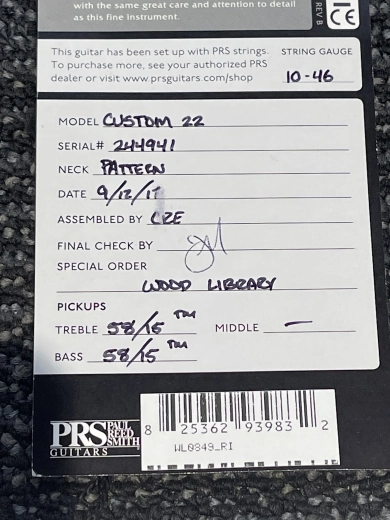 with the same great care and attention to detail
as this fine instrument.
REV B
CE
This guitar has been set up with PRS strings.
To purchase more, see your authorized PRS
dealer or visit www.prsguitars.com/shop
STRING GAUGE
10-46
MODEL CUSTOM 22
SERIAL# 244941
NECK PATTERN
DATE 9/12/17
ASSEMBLED BY CRE
FINAL CHECK BY JM
SPECIAL ORDER
WOOD LIBRARY
PICKUPS
TREBLE 58/15 TM MIDDLE —
BASS 58/15 TM
PRS PAUL REED SMITH
GUITARS
8 25362 93983 2
WL0849_RI